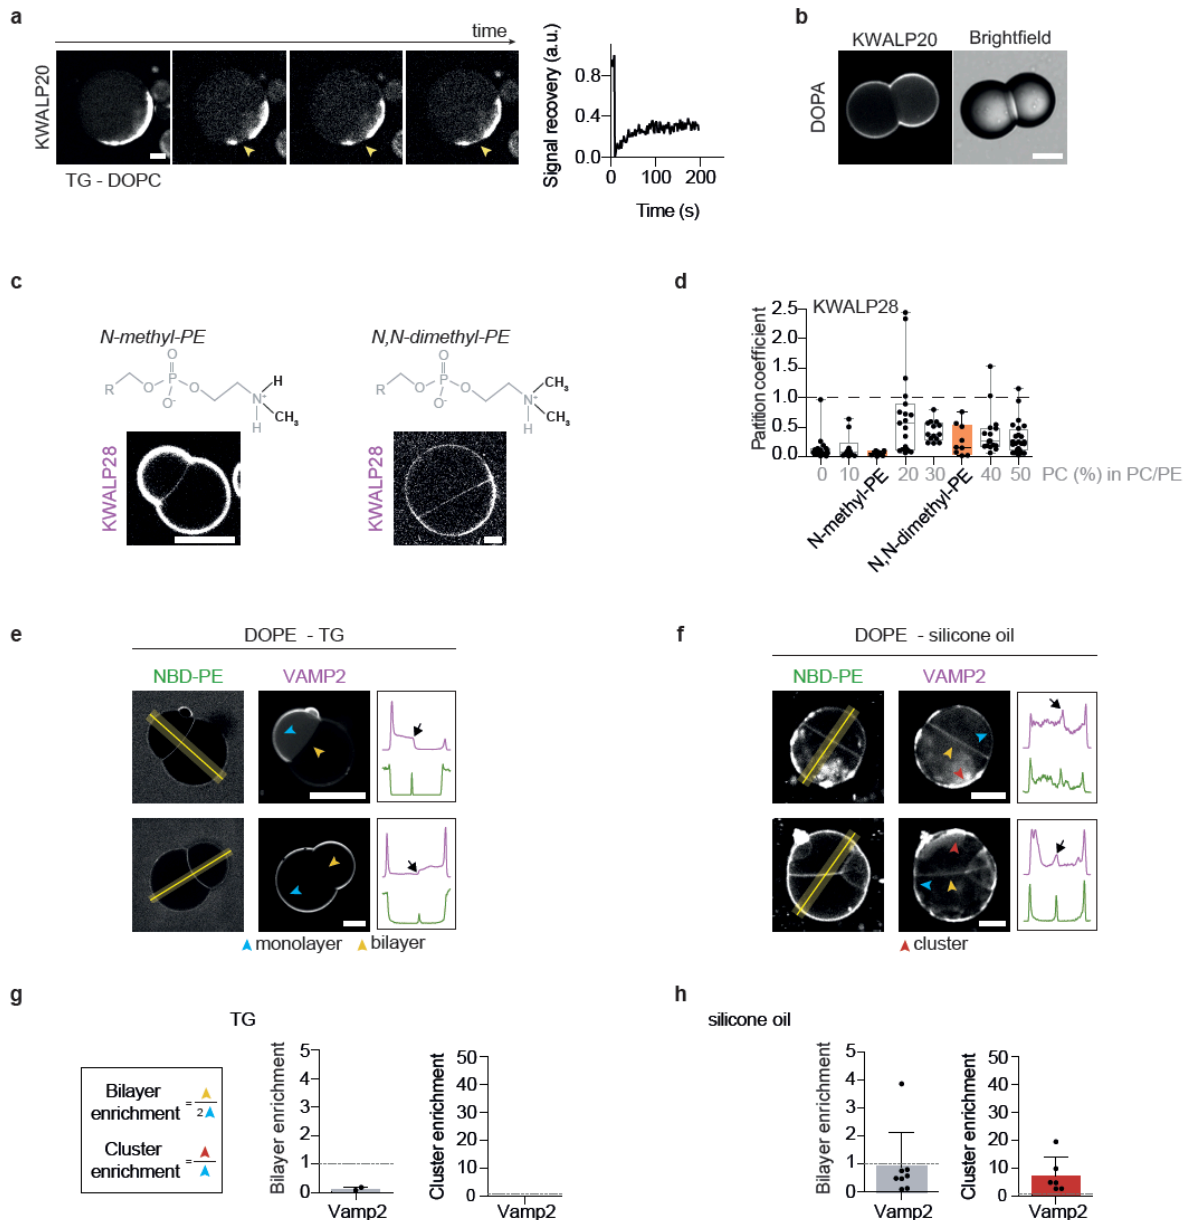 a
time
KWALP20
TG - DOPC
Signal recovery (a.u.)
0.8
0.4
0.0
0 100 200
Time (s)
b
KWALP20 Brightfield
DOPA
c
N-methyl-PE
N,N-dimethyl-PE
R O P O O O⁻ N⁺ H CH₃ H
R O P O O O⁻ N⁺ CH₃ CH₃ H
KWALP28
KWALP28
d
KWALP28
Partition coefficient
2.5
2.0
1.5
1.0
0.5
0.0
0 10 20 30 40 50 PC (%) in PC/PE
N-methyl-PE
N,N-dimethyl-PE
e
DOPE - TG
NBD-PE VAMP2
monolayer bilayer
f
DOPE - silicone oil
NBD-PE VAMP2
cluster
g
TG
Bilayer enrichment = 2
Cluster enrichment =
Bilayer enrichment
5
4
3
2
1
0
Vamp2
Cluster enrichment
50
40
30
20
10
0
Vamp2
h
silicone oil
Bilayer enrichment
5
4
3
2
1
0
Vamp2
Cluster enrichment
50
40
30
20
10
0
Vamp2